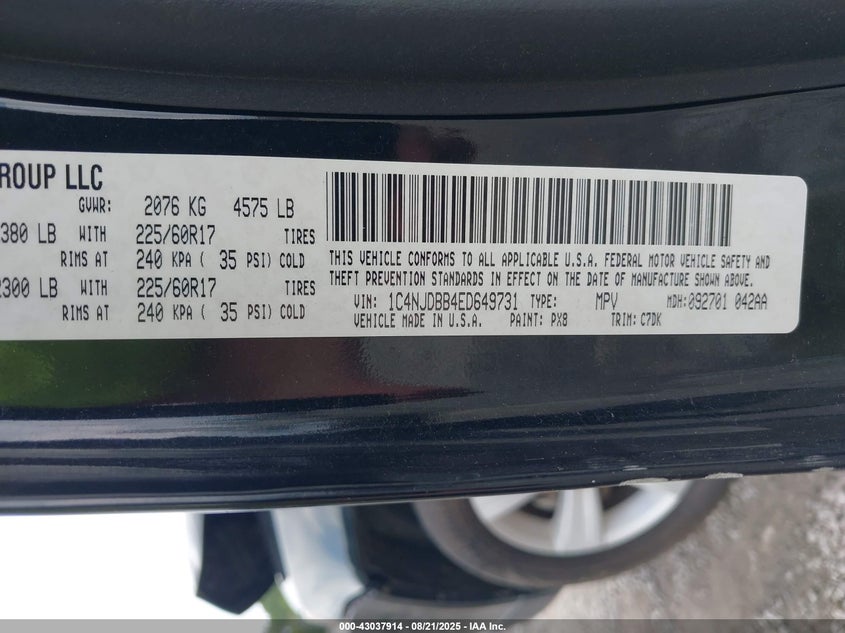 ROUP LLC
GVWR: 2076 KG 4575 LB
380 LB WITH 225/60R17 TIRES
RIMS AT 240 KPA ( 35 PSI) COLD
300 LB WITH 225/60R17 TIRES
RIMS AT 240 KPA ( 35 PSI) COLD
THIS VEHICLE CONFORMS TO ALL APPLICABLE U.S.A. FEDERAL MOTOR VEHICLE SAFETY AND
THEFT PREVENTION STANDARDS IN EFFECT ON THE DATE OF MANUFACTURE SHOWN ABOVE.
VIN: 1C4NJDBB4ED649731 TYPE: MPV MDH:092701 042AA
VEHICLE MADE IN U.S.A. PAINT: PX8 TRIM: C7DK
000-43037914 - 08/21/2025 - IAA Inc.